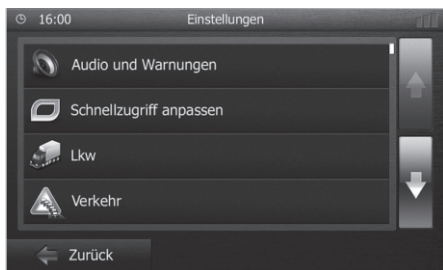 16:00 Einstellungen
Audio und Warnungen
Schnellzugriff anpassen
Lkw
Verkehr
Zurück